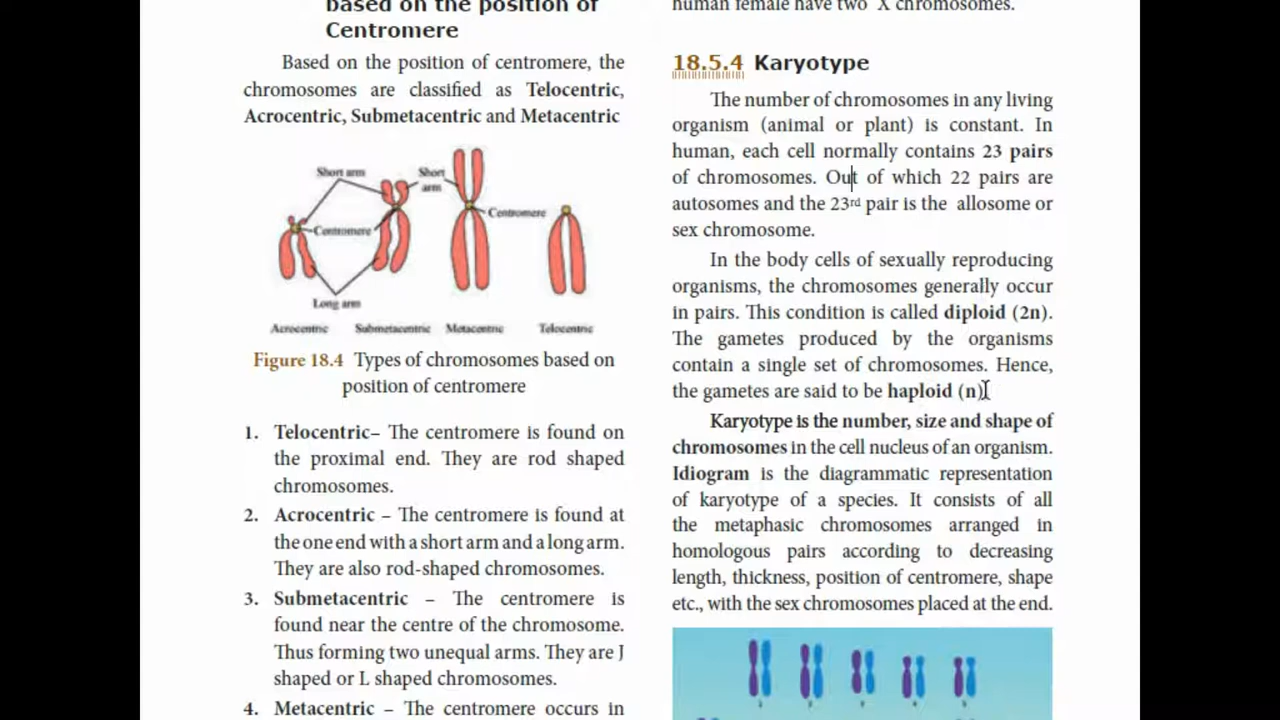 based on the position of
Centromere
Based on the position of centromere, the
chromosomes are classified as Telocentric,
Acrocentric, Submetacentric and Metacentric
Short arm
Short
arm
Centromere
Centromere
Long arm
Acrocentric Submetacentric Metacentric Telocentric
Figure 18.4 Types of chromosomes based on
position of centromere
1. Telocentric– The centromere is found on
the proximal end. They are rod shaped
chromosomes.
2. Acrocentric – The centromere is found at
the one end with a short arm and a long arm.
They are also rod-shaped chromosomes.
3. Submetacentric – The centromere is
found near the centre of the chromosome.
Thus forming two unequal arms. They are J
shaped or L shaped chromosomes.
4. Metacentric – The centromere occurs in
human female have two X chromosomes.
18.5.4 Karyotype
The number of chromosomes in any living
organism (animal or plant) is constant. In
human, each cell normally contains 23 pairs
of chromosomes. Out of which 22 pairs are
autosomes and the 23rd pair is the allosome or
sex chromosome.
In the body cells of sexually reproducing
organisms, the chromosomes generally occur
in pairs. This condition is called diploid (2n).
The gametes produced by the organisms
contain a single set of chromosomes. Hence,
the gametes are said to be haploid (n).
Karyotype is the number, size and shape of
chromosomes in the cell nucleus of an organism.
Idiogram is the diagrammatic representation
of karyotype of a species. It consists of all
the metaphasic chromosomes arranged in
homologous pairs according to decreasing
length, thickness, position of centromere, shape
etc., with the sex chromosomes placed at the end.